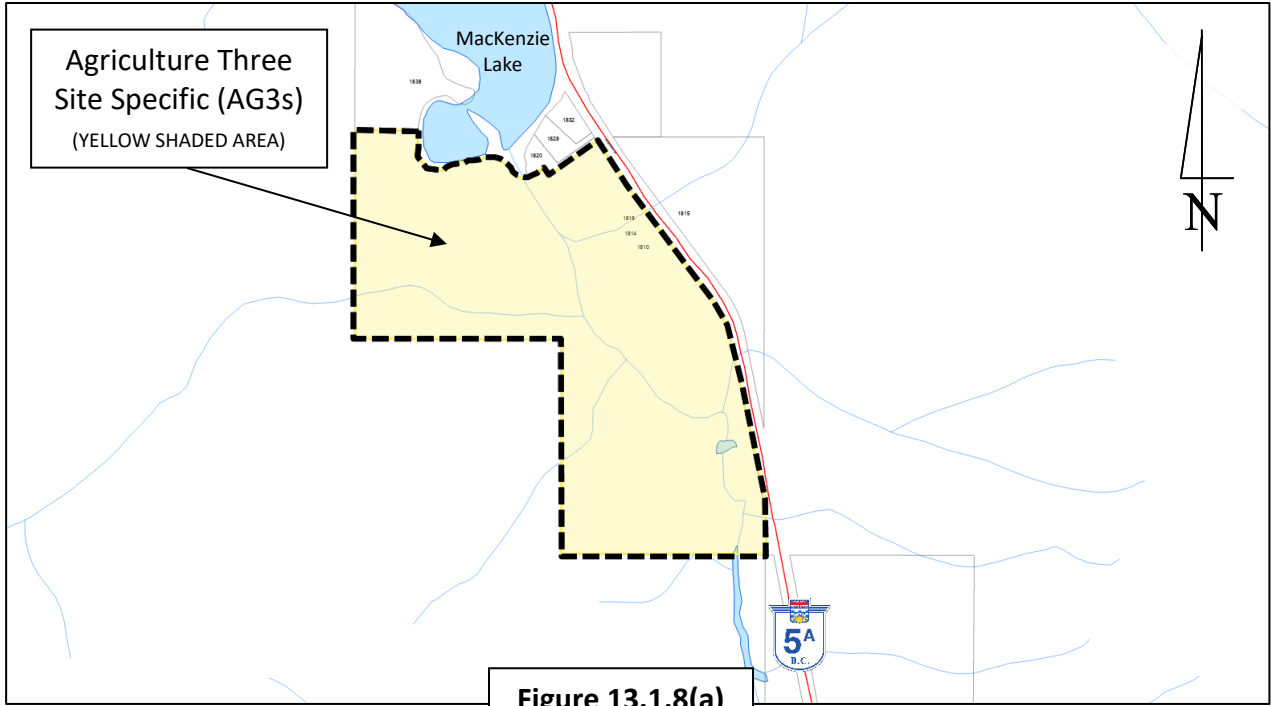 Agriculture Three
Site Specific (AG3s)
(YELLOW SHADED AREA)
MacKenzie
Lake
1838
1832
1828
1820
1815
1818
1814
1810
N
5A
B.C.
Figure 13.1.8(a)